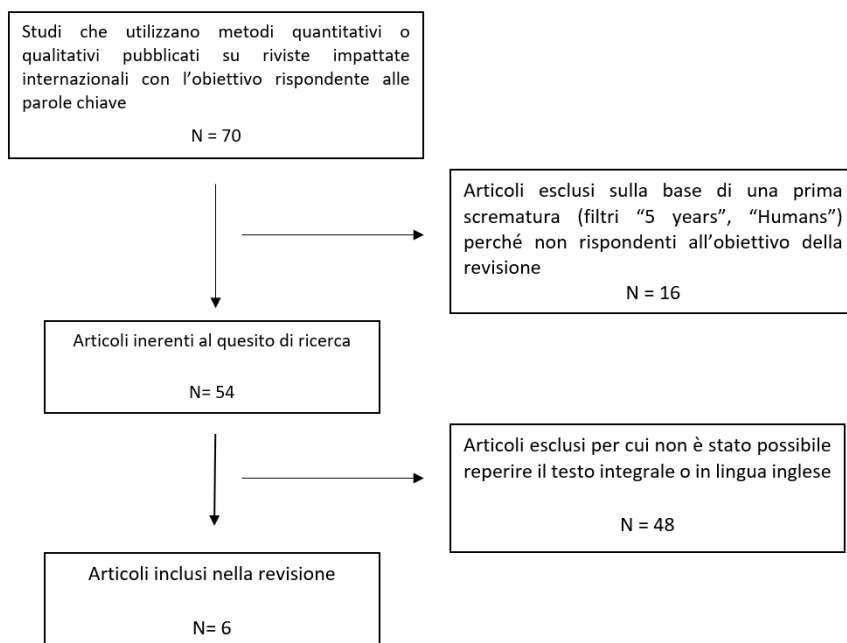 Studi che utilizzano metodi quantitativi o
qualitativi pubblicati su riviste impattate
internazionali con l’obiettivo rispondente alle
parole chiave
N = 70
Articoli esclusi sulla base di una prima
scrematura (filtri “5 years”, “Humans”)
perché non rispondenti all’obiettivo della
revisione
N = 16
Articoli inerenti al quesito di ricerca
N= 54
Articoli esclusi per cui non è stato possibile
reperire il testo integrale o in lingua inglese
N = 48
Articoli inclusi nella revisione
N= 6